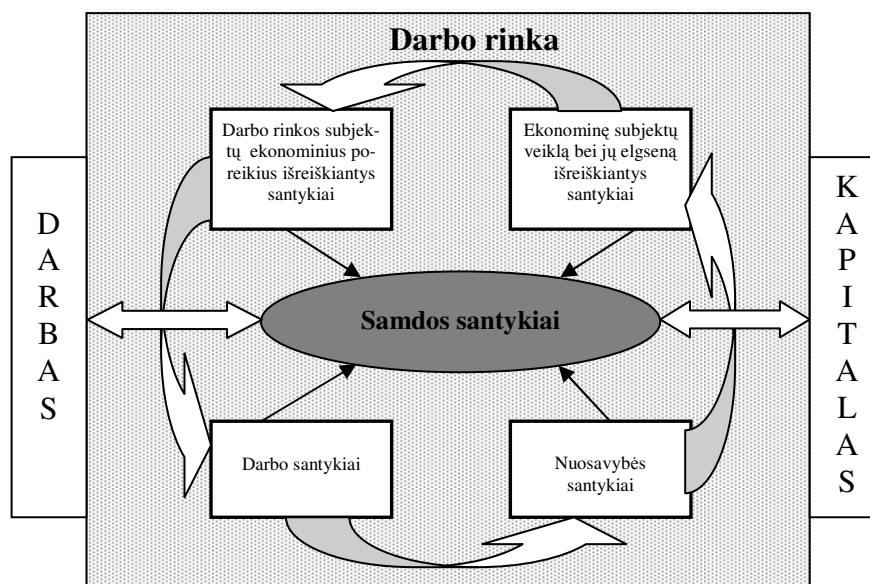 Darbo rinka
Darbo rinkos subjek-
tų ekonominius po-
reikius išreiškiantys
santykiai
Ekonominę subjektų
veiklą bei jų elgseną
išreiškiantys
santykiai
D
A
R
B
A
S
Samdos santykiai
K
A
P
I
T
A
L
A
S
Darbo santykiai
Nuosavybės
santykiai